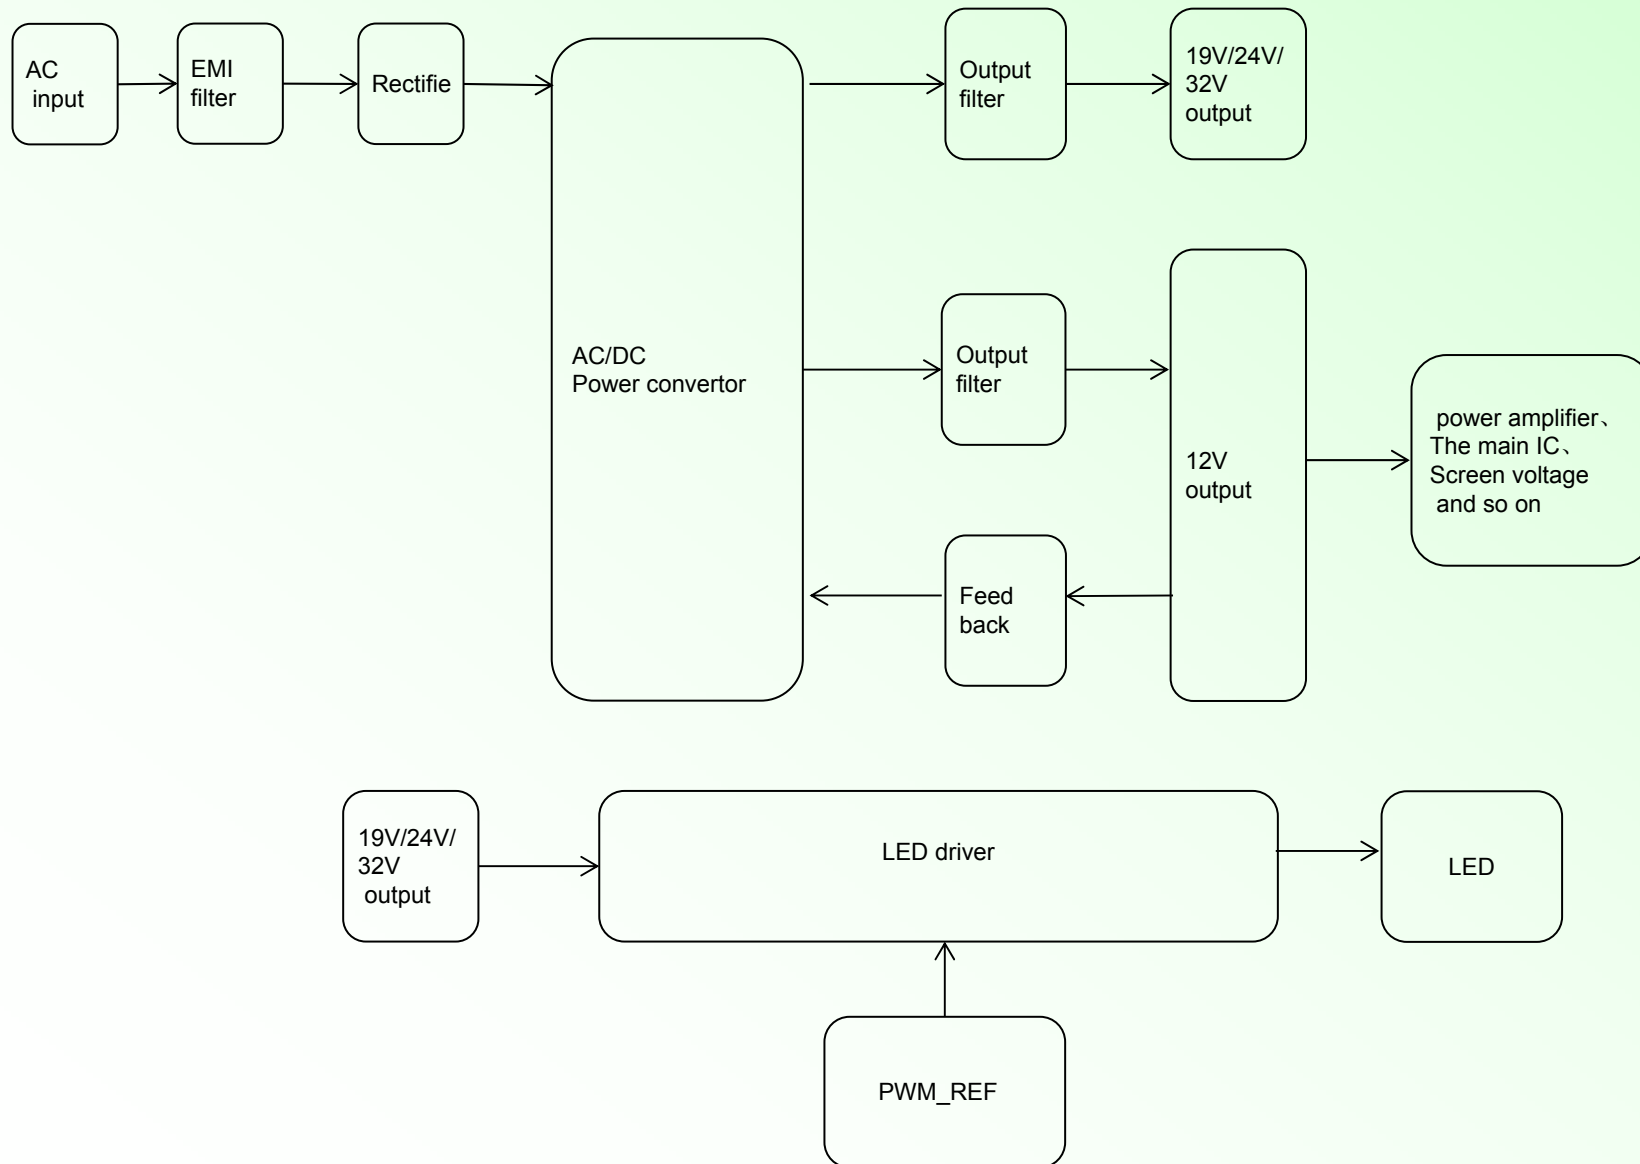 AC
input
EMI
filter
Rectifie
AC/DC
Power convertor
Output
filter
19V/24V/
32V
output
Output
filter
12V
output
Feed
back
power amplifier、
The main IC、
Screen voltage
and so on
19V/24V/
32V
output
LED driver
LED
PWM_REF